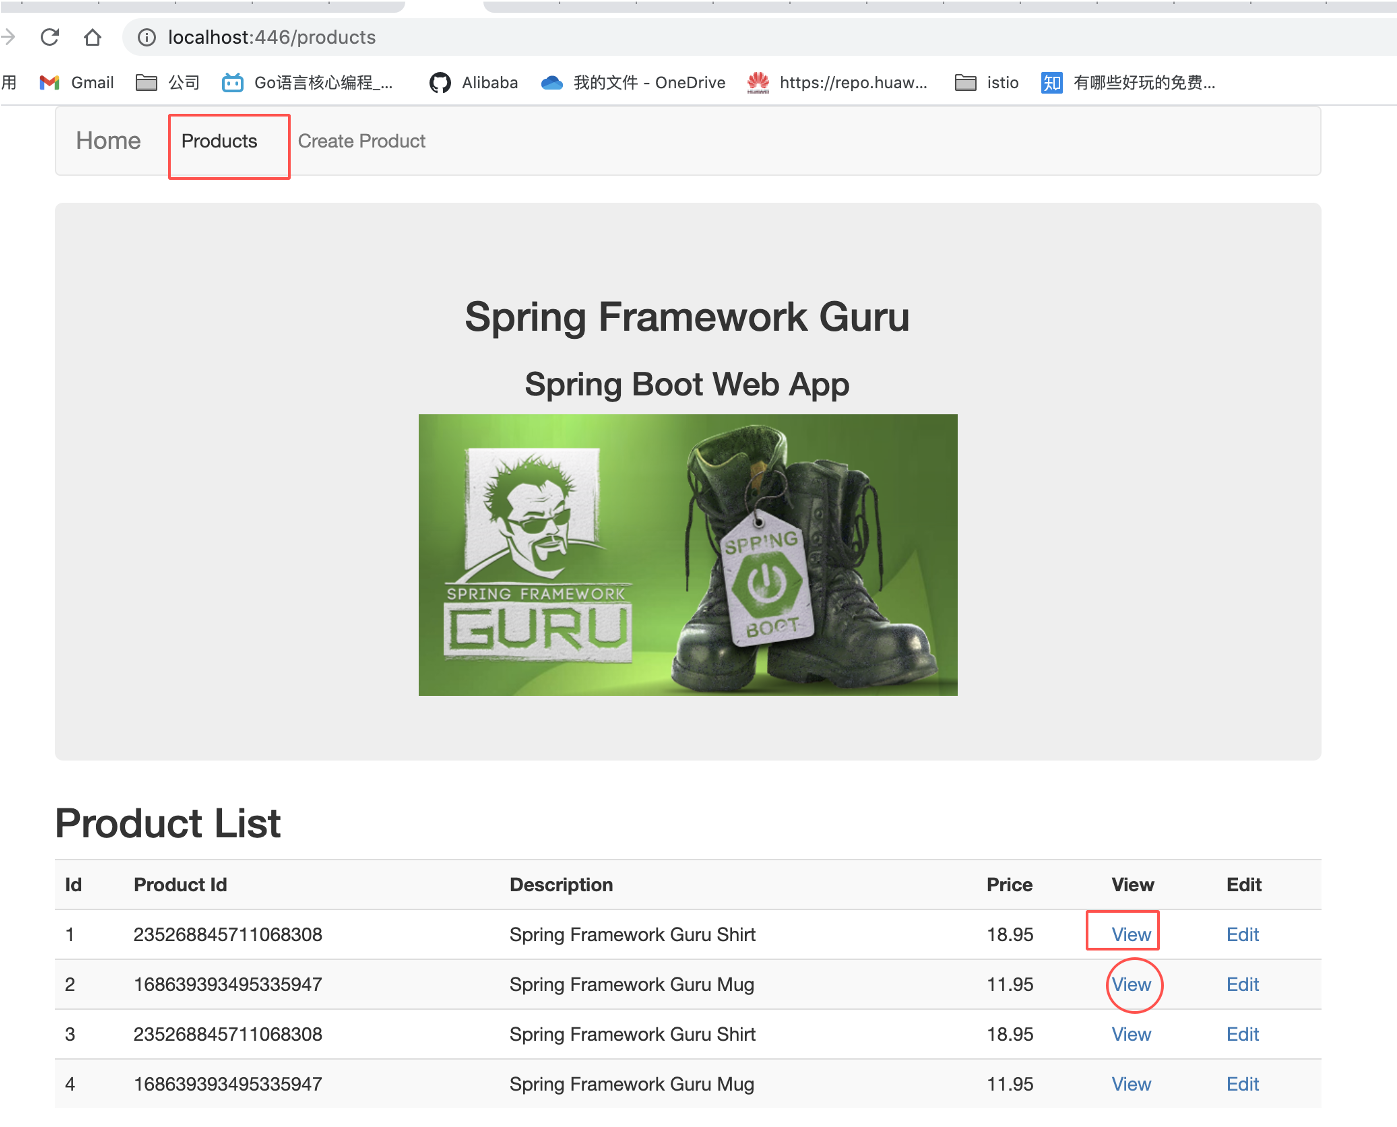 localhost:446/products
用 Gmail 公司 Go语言核心编程_... Alibaba 我的文件 - OneDrive HUAWEI https://repo.huaw... istio 知 有哪些好玩的免费...
Home Products Create Product
Spring Framework Guru
Spring Boot Web App
SPRING FRAMEWORK
GURU
SPRING
BOOT
Product List
Id Product Id Description Price View Edit
1 235268845711068308 Spring Framework Guru Shirt 18.95 View Edit
2 168639393495335947 Spring Framework Guru Mug 11.95 View Edit
3 235268845711068308 Spring Framework Guru Shirt 18.95 View Edit
4 168639393495335947 Spring Framework Guru Mug 11.95 View Edit